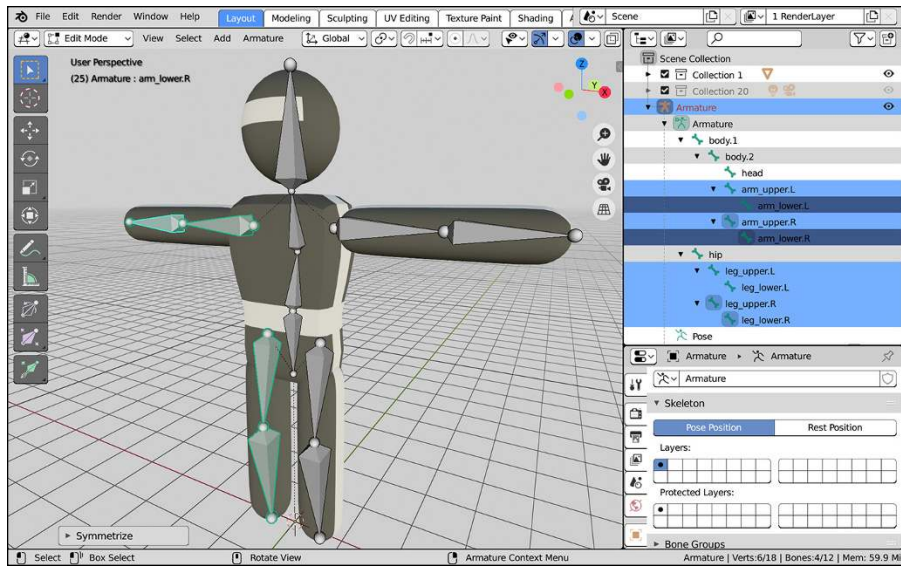 File Edit Render Window Help Layout Modeling Sculpting UV Editing Texture Paint Shading Scene 1 RenderLayer
Edit Mode View Select Add Armature Global
User Perspective
(25) Armature : arm_lower.R
Z
Y
X
Scene Collection
Collection 1
Collection 20
Armature
Armature
body.1
body.2
head
arm_upper.L
arm_lower.L
arm_upper.R
arm_lower.R
hip
leg_upper.L
leg_lower.L
leg_upper.R
leg_lower.R
Pose
Armature Armature
Armature
Skeleton
Pose Position Rest Position
Layers:
Protected Layers:
Bone Groups
Symmetrize
Select Box Select Rotate View Armature Context Menu Armature | Verts:6/18 | Bones:4/12 | Mem: 59.9 Mi